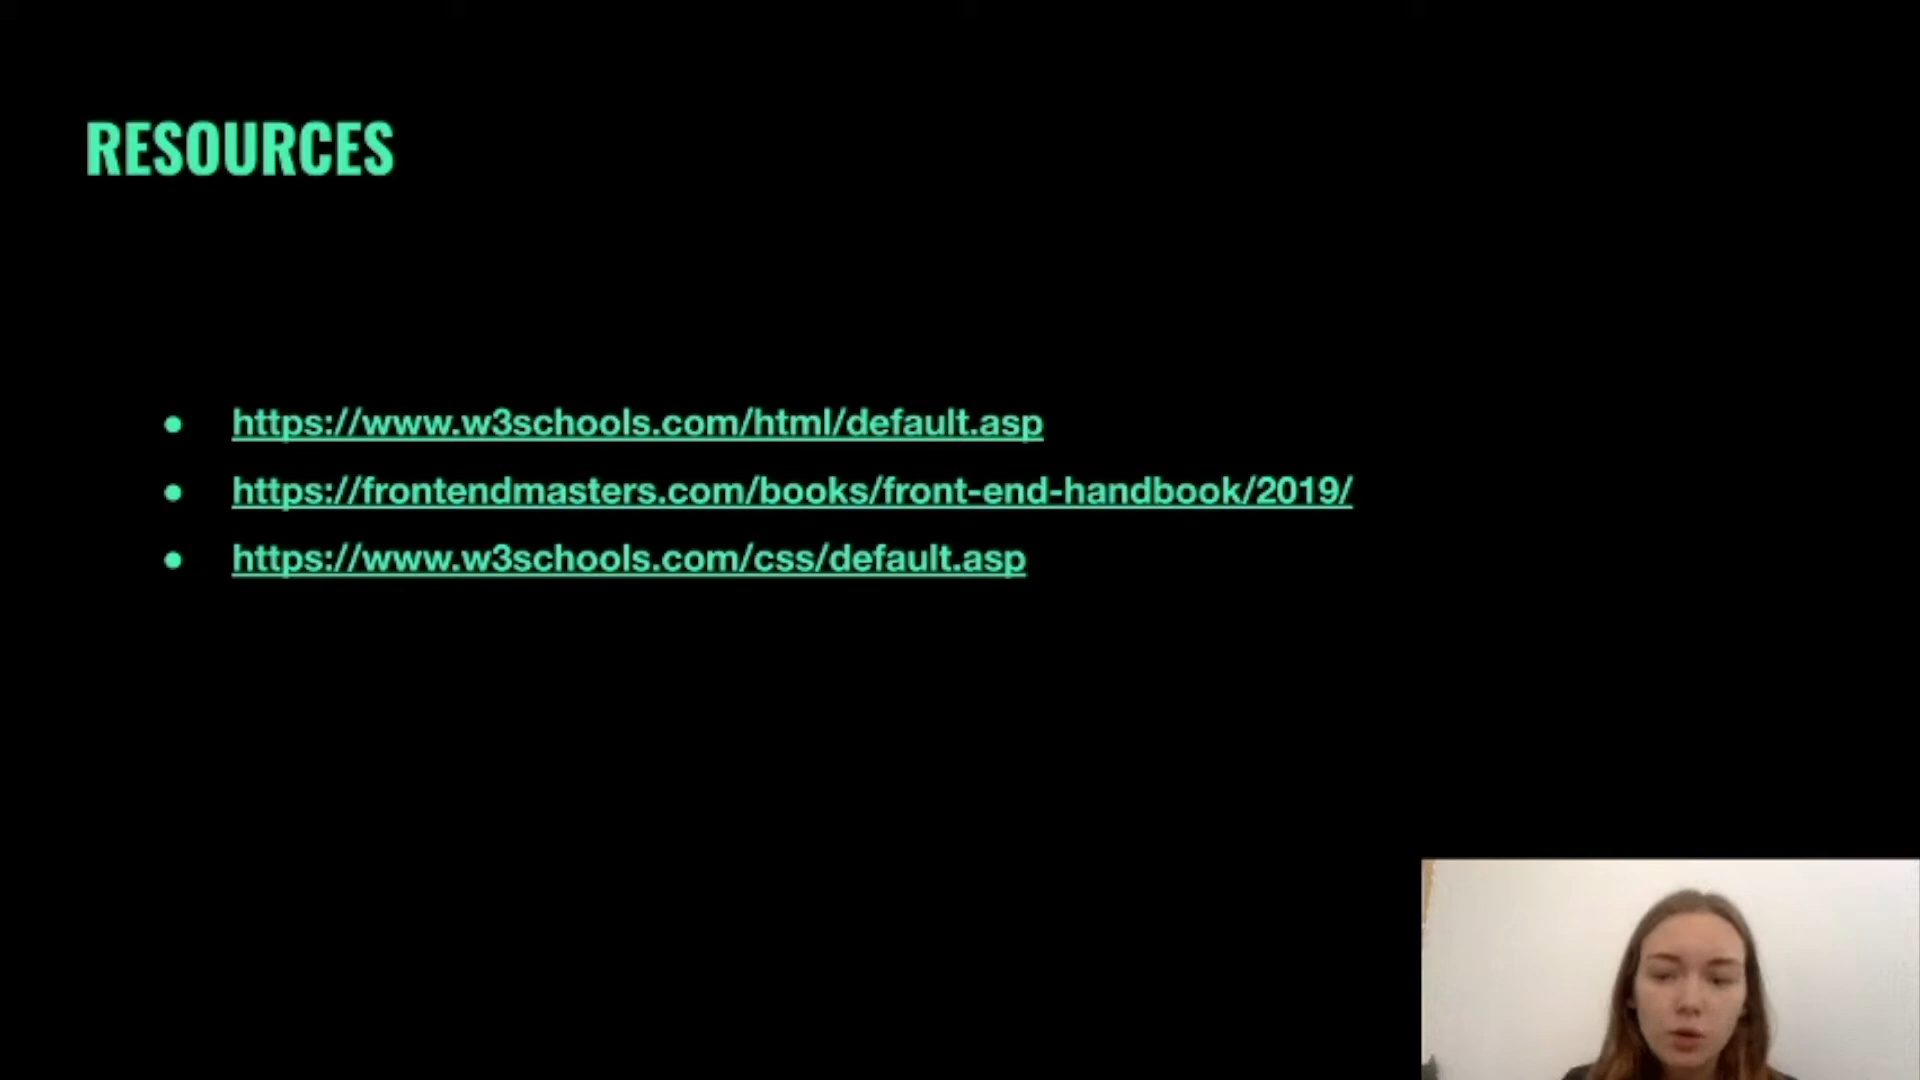 RESOURCES
● https://www.w3schools.com/html/default.asp
● https://frontendmasters.com/books/front-end-handbook/2019/
● https://www.w3schools.com/css/default.asp